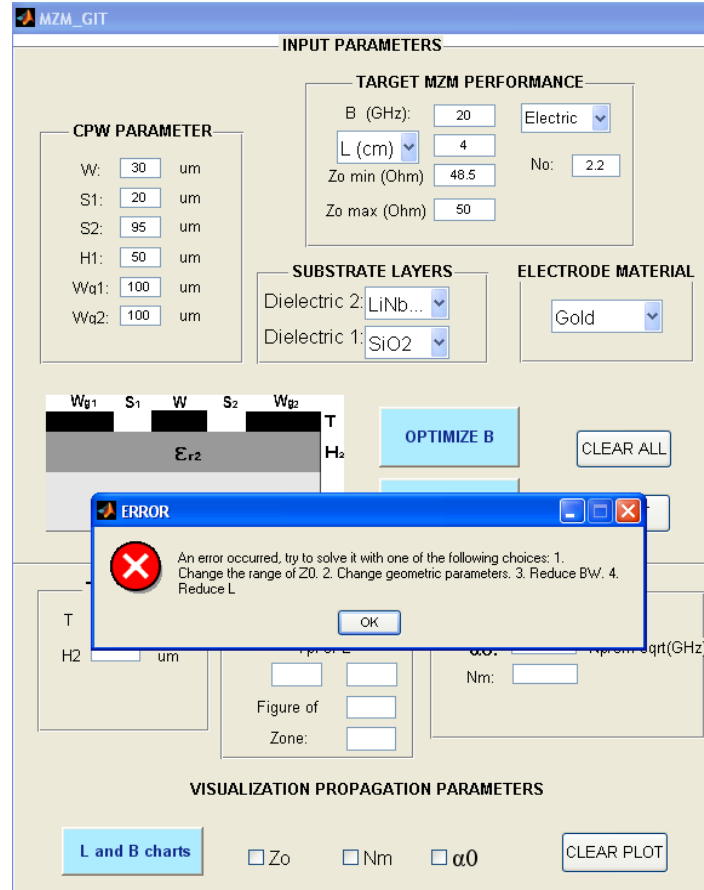 MZM_GIT
INPUT PARAMETERS
TARGET MZM PERFORMANCE
B (GHz): 20 Electric
L (cm) 4
No: 2.2
Zo min (Ohm) 48.5
Zo max (Ohm) 50
CPW PARAMETER
W: 30 um
S1: 20 um
S2: 95 um
H1: 50 um
Wg1: 100 um
Wg2: 100 um
SUBSTRATE LAYERS
Dielectric 2: LiNb...
Dielectric 1: SiO2
ELECTRODE MATERIAL
Gold
Wg1 S1 W S2 Wg2
T
εr2 H2
OPTIMIZE B
CLEAR ALL
ERROR
An error occurred, try to solve it with one of the following choices: 1.
Change the range of Z0. 2. Change geometric parameters. 3. Reduce BW. 4.
Reduce L
OK
T
H2 um
α0:
qrt(GHz)
Nm:
Figure of
Zone:
VISUALIZATION PROPAGATION PARAMETERS
L and B charts
Zo Nm α0
CLEAR PLOT